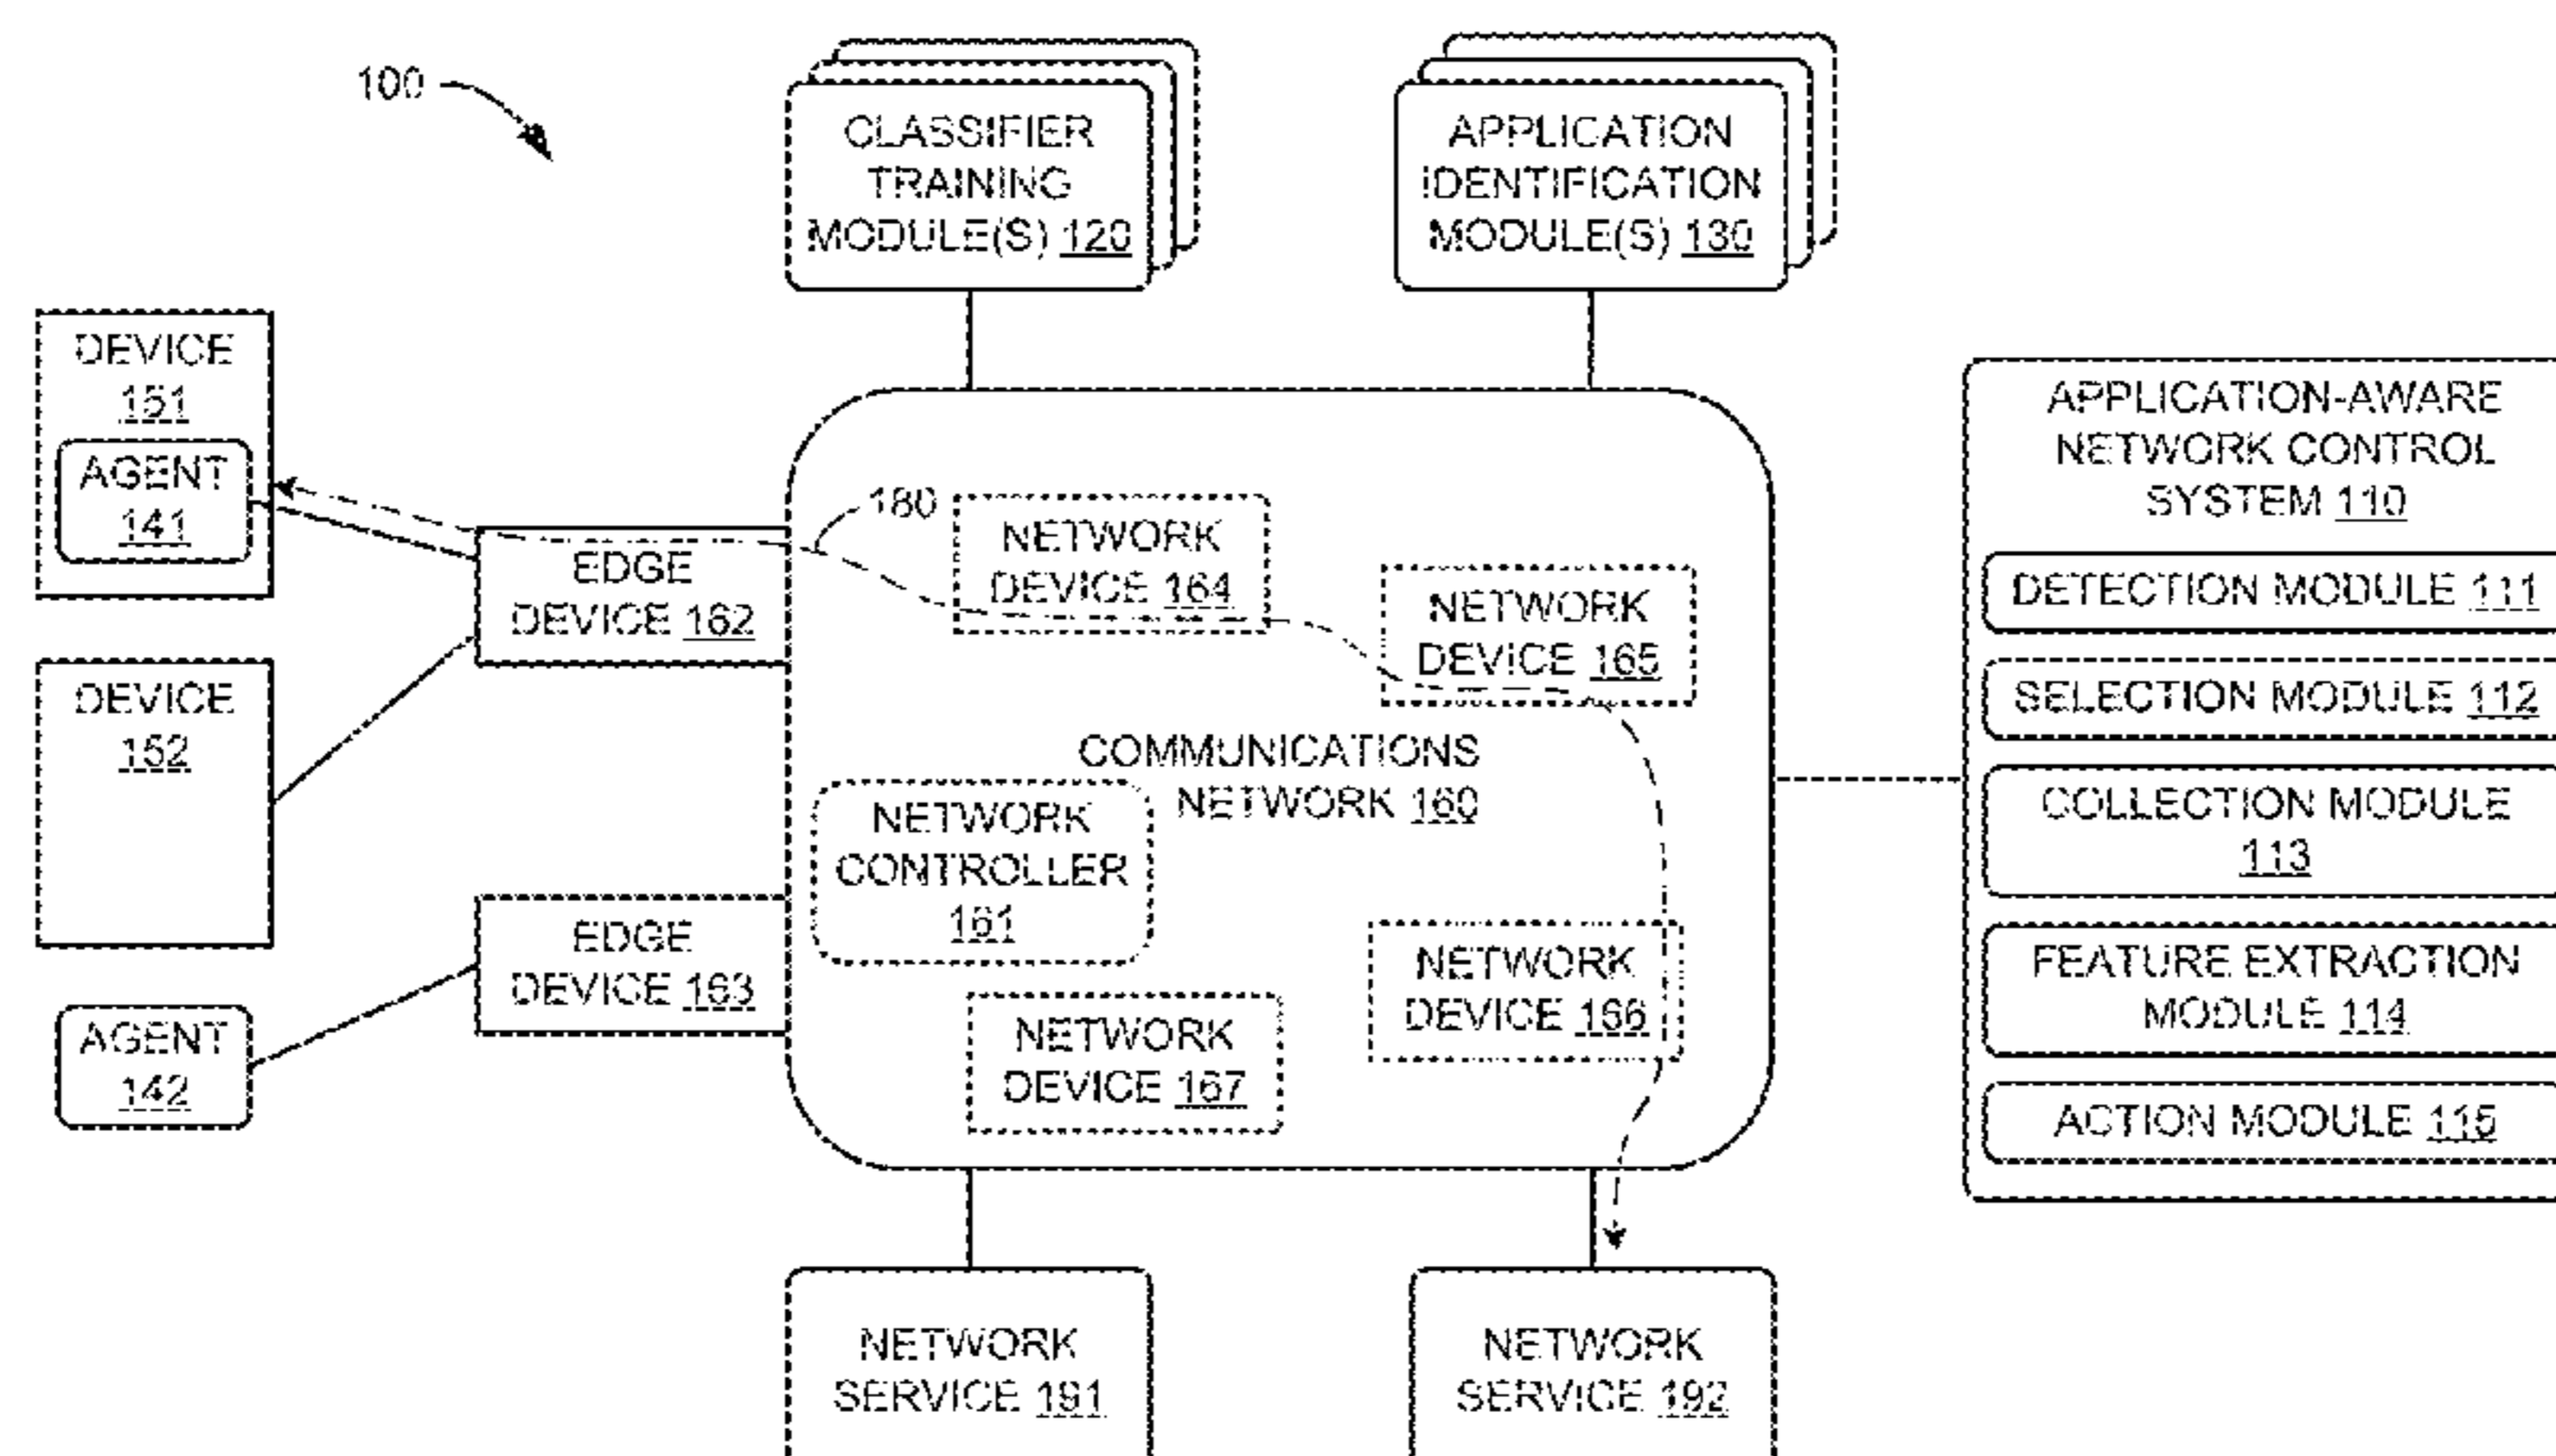 100
CLASSIFIER
TRAINING
MODULE(S) 120
APPLICATION
IDENTIFICATION
MODULE(S) 130
DEVICE
151
AGENT
141
DEVICE
152
AGENT
142
EDGE
DEVICE 162
EDGE
DEVICE 163
180
NETWORK
DEVICE 164
NETWORK
DEVICE 165
COMMUNICATIONS
NETWORK 160
NETWORK
CONTROLLER
161
NETWORK
DEVICE 166
NETWORK
DEVICE 167
APPLICATION-AWARE
NETWORK CONTROL
SYSTEM 110
DETECTION MODULE 111
SELECTION MODULE 112
COLLECTION MODULE
113
FEATURE EXTRACTION
MODULE 114
ACTION MODULE 115
NETWORK
SERVICE 191
NETWORK
SERVICE 192